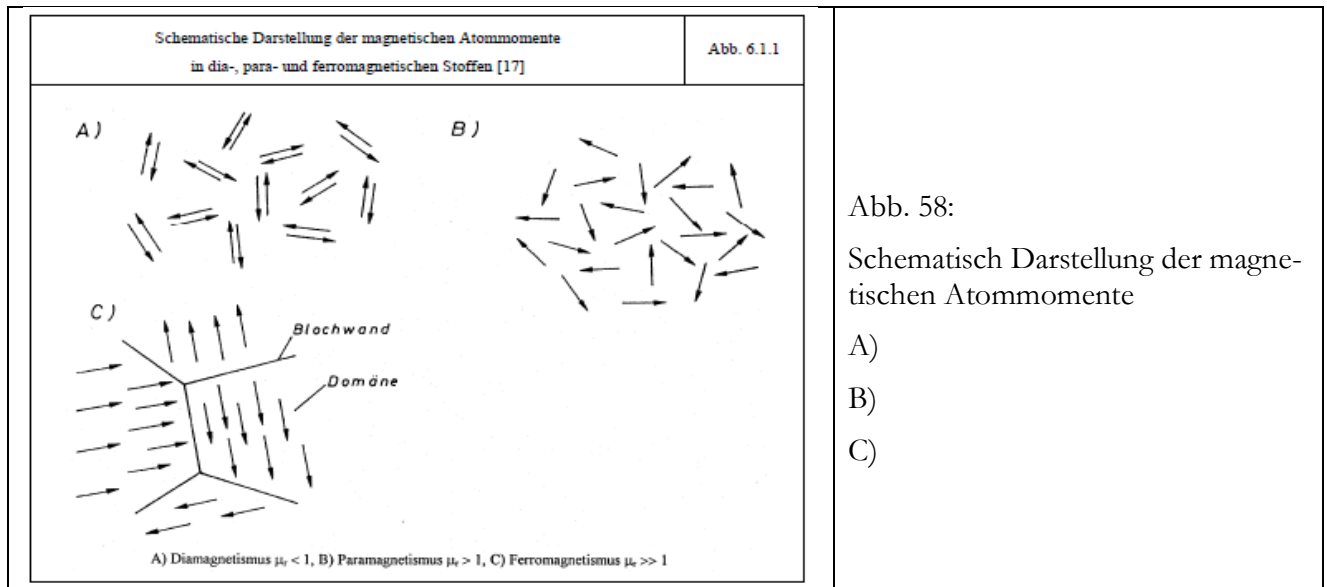 Schematische Darstellung der magnetischen Atommomente
in dia-, para- und ferromagnetischen Stoffen [17]
Abb. 6.1.1
A)
B)
C)
Blochwand
Domäne
A) Diamagnetismus μᵣ < 1, B) Paramagnetismus μᵣ > 1, C) Ferromagnetismus μᵣ >> 1
Abb. 58:
Schematisch Darstellung der magne-
tischen Atommomente
A)
B)
C)